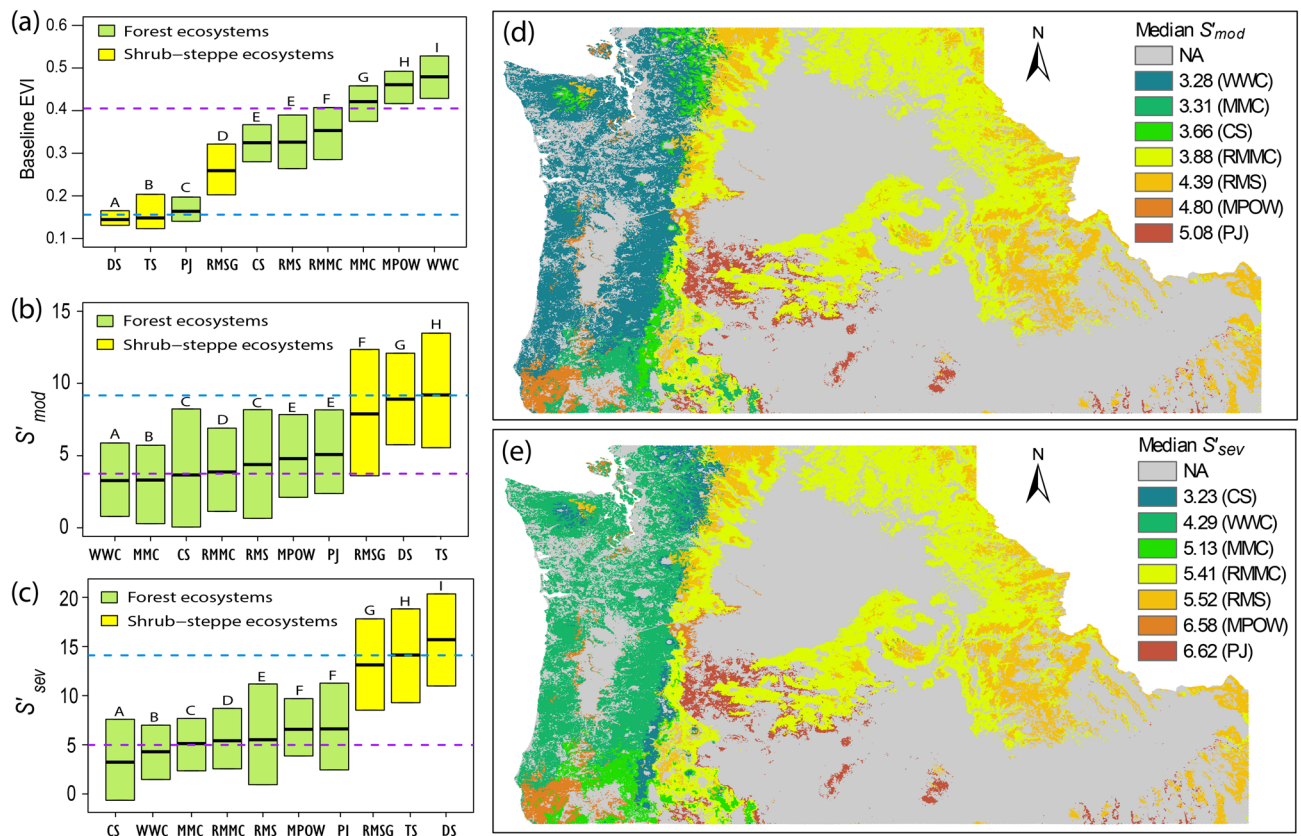 (a)
Forest ecosystems
Shrub−steppe ecosystems
Baseline EVI
0.6
0.5
0.4
0.3
0.2
0.1
A B C D E E F G H I
DS TS PJ RMSG CS RMS RMMC MMC MPOW WWC
(b)
Forest ecosystems
Shrub−steppe ecosystems
S′mod
15
10
5
0
A B C D C E E F G H
WWC MMC CS RMMC RMS MPOW PJ RMSG DS TS
(c)
Forest ecosystems
Shrub−steppe ecosystems
S′sev
20
15
10
5
0
A B C D E F F G H I
CS WWC MMC RMMC RMS MPOW PI RMSG TS DS
(d)
N
Median S′mod
NA
3.28 (WWC)
3.31 (MMC)
3.66 (CS)
3.88 (RMMC)
4.39 (RMS)
4.80 (MPOW)
5.08 (PJ)
(e)
N
Median S′sev
NA
3.23 (CS)
4.29 (WWC)
5.13 (MMC)
5.41 (RMMC)
5.52 (RMS)
6.58 (MPOW)
6.62 (PJ)